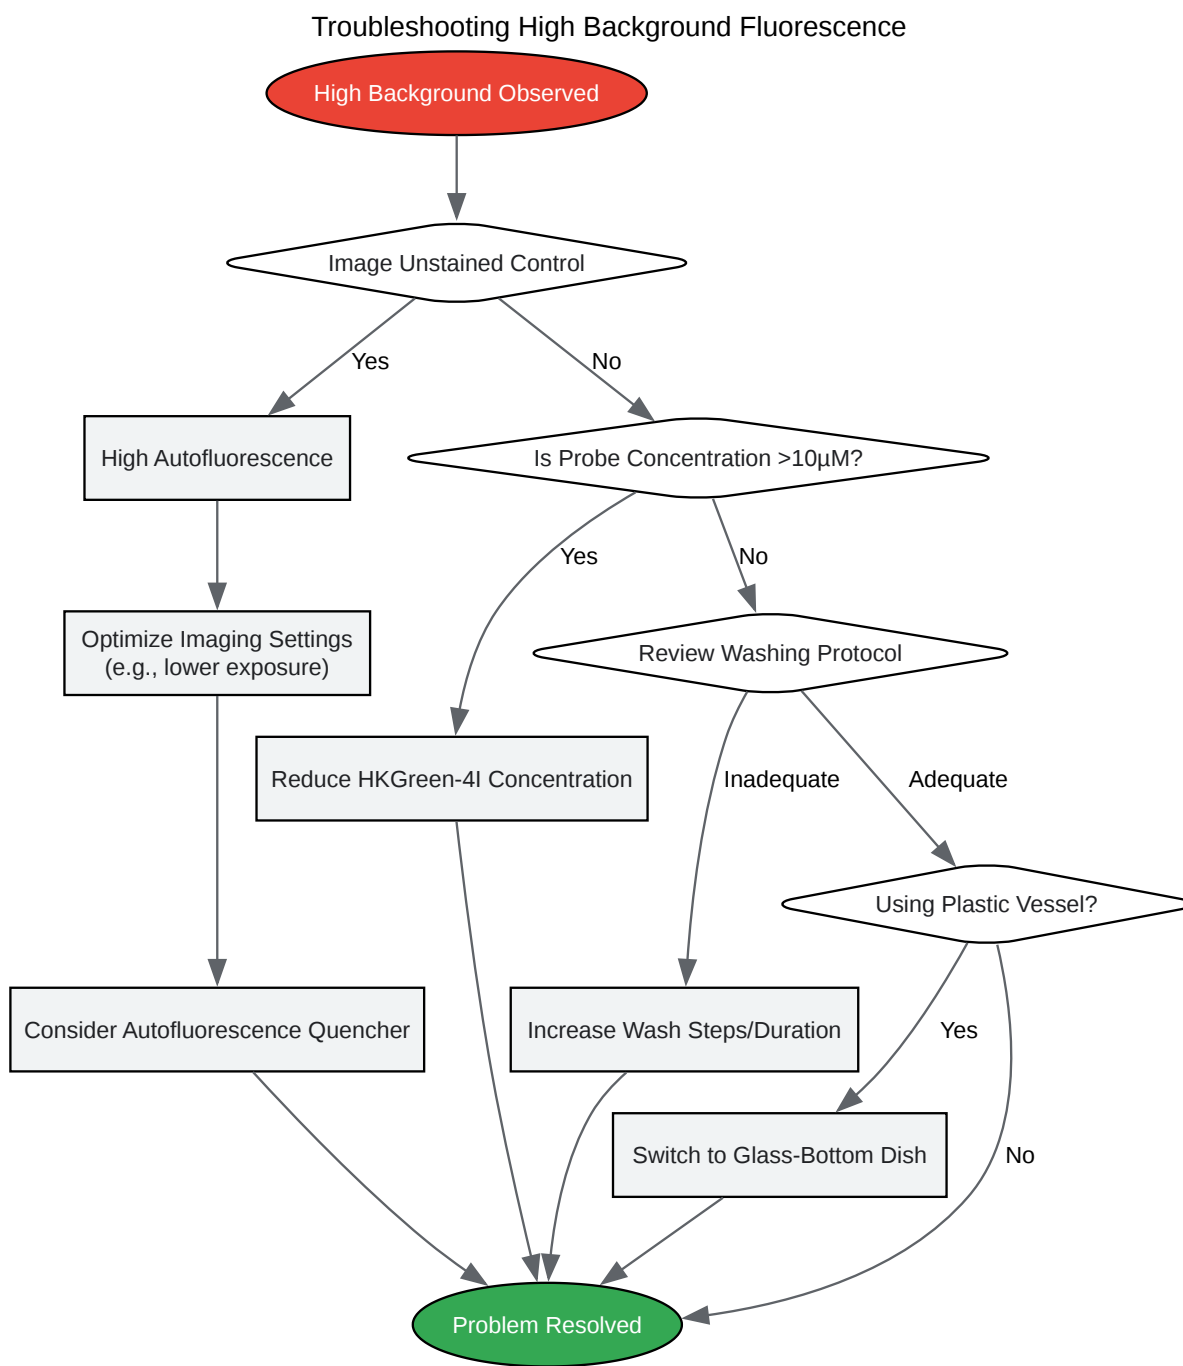 Troubleshooting High Background Fluorescence
High Background Observed
Image Unstained Control
Yes
No
High Autofluorescence
Is Probe Concentration >10µM?
Yes
No
Optimize Imaging Settings
(e.g., lower exposure)
Review Washing Protocol
Reduce HKGreen-4I Concentration
Inadequate
Adequate
Using Plastic Vessel?
Consider Autofluorescence Quencher
Increase Wash Steps/Duration
Yes
Switch to Glass-Bottom Dish
No
Problem Resolved